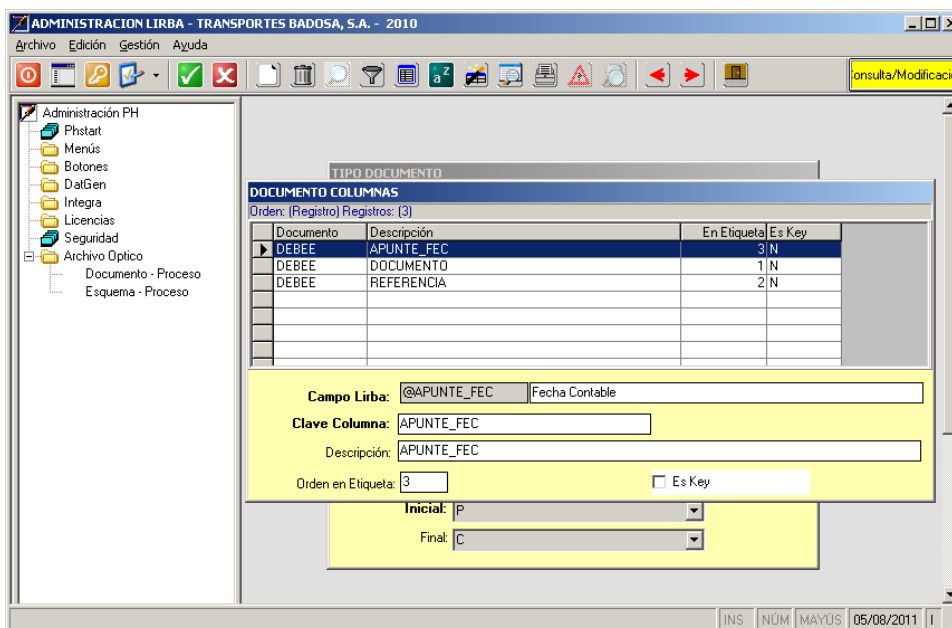 ADMINISTRACION LIRBA - TRANSPORTES BADOSA, S.A. - 2010
Archivo Edición Gestión Ayuda
Consulta/Modificació
Administración PH
Phstart
Menús
Botones
DatGen
Integra
Licencias
Seguridad
Archivo Optico
Documento - Proceso
Esquema - Proceso
TIPO DOCUMENTO
DOCUMENTO COLUMNAS
Orden: (Registro) Registros: (3)
Documento Descripción En Etiqueta Es Key
DEBEE APUNTE_FEC 3 N
DEBEE DOCUMENTO 1 N
DEBEE REFERENCIA 2 N
Campo Lirba: @APUNTE_FEC Fecha Contable
Clave Columna: APUNTE_FEC
Descripción: APUNTE_FEC
Orden en Etiqueta: 3 Es Key
Inicial: P
Final: C
INS NÚM MAYÚS 05/08/2011 I